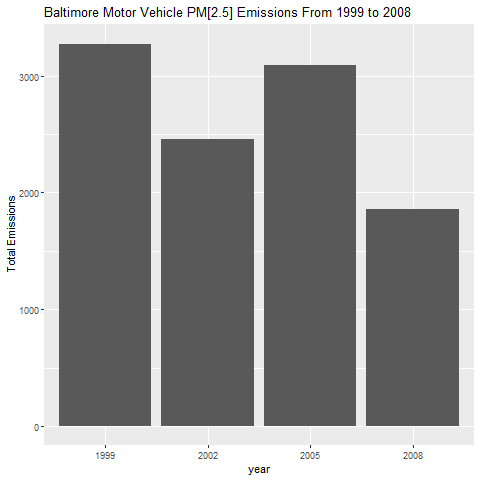 Baltimore Motor Vehicle PM[2.5] Emissions From 1999 to 2008
3000
2000
1000
0
Total Emissions
1999 2002 2005 2008
year